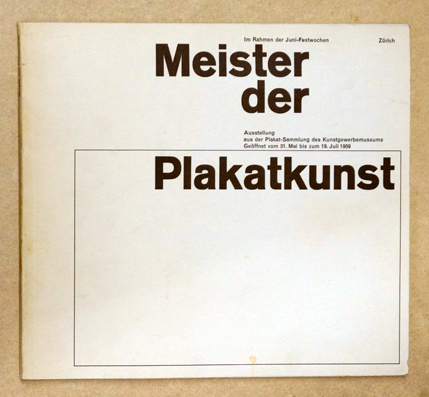 Im Rahmen der Juni-Festwochen Zürich
Meister
der
Ausstellung
aus der Plakat-Sammlung des Kunstgewerbemuseums
Geöffnet vom 31. Mai bis zum 19. Juli 1959
Plakatkunst